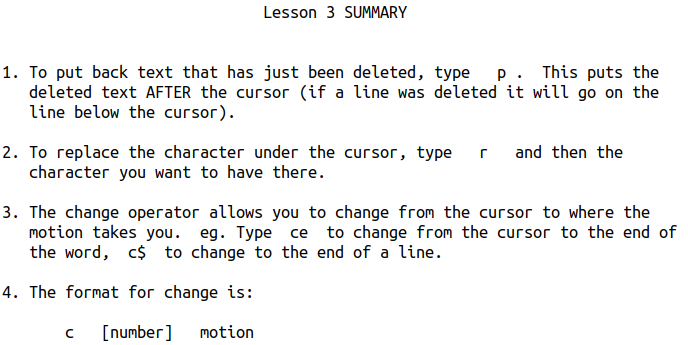 Lesson 3 SUMMARY
1. To put back text that has just been deleted, type   p .  This puts the
deleted text AFTER the cursor (if a line was deleted it will go on the
line below the cursor).
2. To replace the character under the cursor, type   r   and then the
character you want to have there.
3. The change operator allows you to change from the cursor to where the
motion takes you.  eg. Type  ce  to change from the cursor to the end of
the word,  c$  to change to the end of a line.
4. The format for change is:
c   [number]   motion